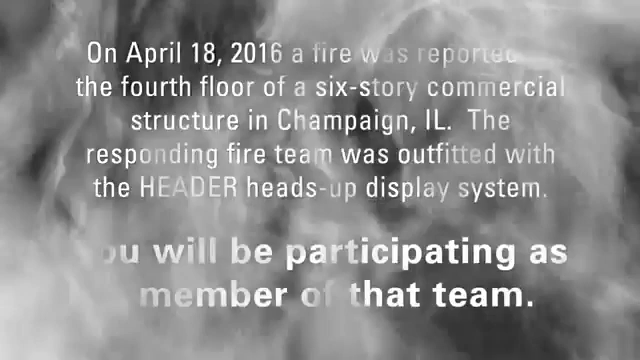 On April 18, 2016 a fire was reported
the fourth floor of a six-story commercial
structure in Champaign, IL. The
responding fire team was outfitted with
the HEADER heads-up display system.
You will be participating as
member of that team.